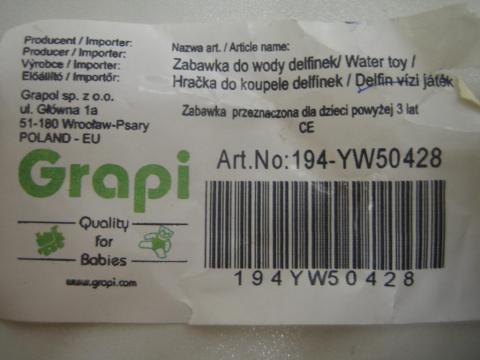 Producent / Importer:
Producer / Importer:
Výrobce / Importer:
Előállító / Importőr:
Grapol sp. z o.o.
ul. Główna 1a
51-180 Wrocław-Psary
POLAND - EU
Grapi
Quality
for
Babies
www.grapi.com
Nazwa art. / Article name:
Zabawka do wody delfinek/ Water toy /
Hračka do koupele delfinek / Delfin vízi játék
Zabawka przeznaczona dla dzieci powyżej 3 lat
CE
Art.No:194-YW50428
194YW50428